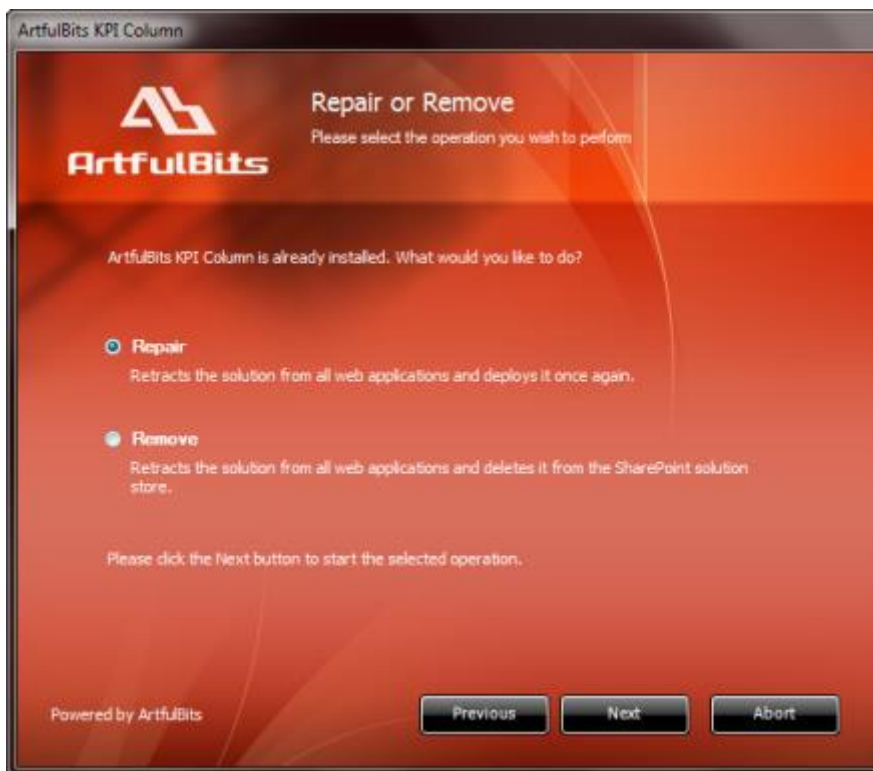 ArtfulBits KPI Column
ArtfulBits
Repair or Remove
Please select the operation you wish to perform
ArtfulBits KPI Column is already installed. What would you like to do?
Repair
Retracts the solution from all web applications and deploys it once again.
Remove
Retracts the solution from all web applications and deletes it from the SharePoint solution
store.
Please click the Next button to start the selected operation.
Powered by ArtfulBits
Previous
Next
Abort